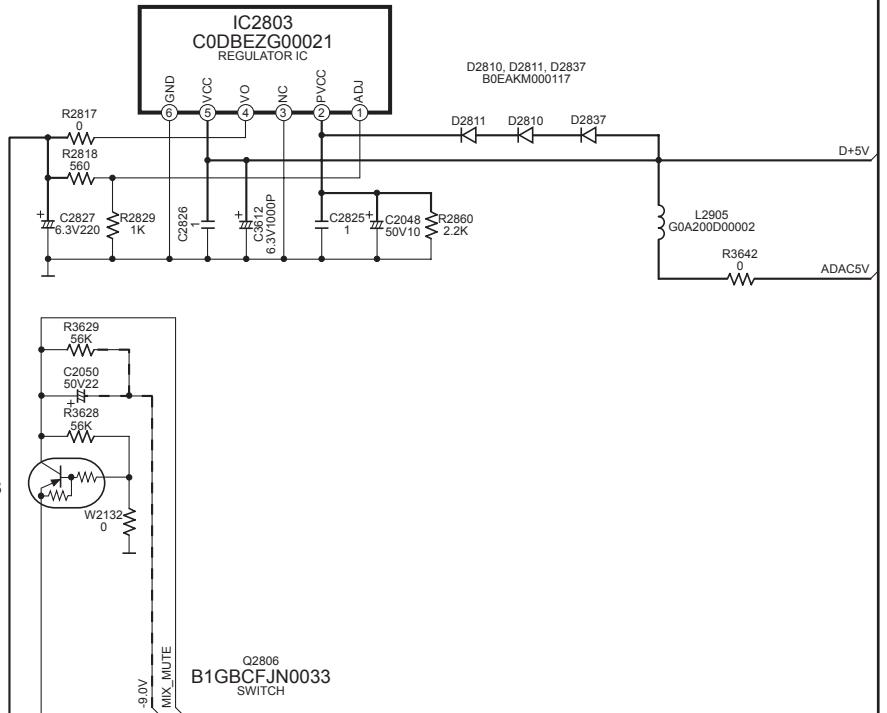 IC2803
C0DBEZG00021
REGULATOR IC
GND
VCC
VO
NC
PVCC
ADJ
6
5
4
3
2
1
D2810, D2811, D2837
B0EAKM000117
D2811
D2810
D2837
R2817
0
R2818
560
D+5V
+
C2827
6.3V220
R2829
1K
C2826
1
+
C3612
6.3V1000P
C2825
1
+
C2048
50V10
R2860
2.2K
L2905
G0A200D00002
R3642
0
ADAC5V
R3629
56K
C2050
50V22
+
R3628
56K
W2132
0
-9.0V
MIX_MUTE
Q2806
B1GBCFJN0033
SWITCH